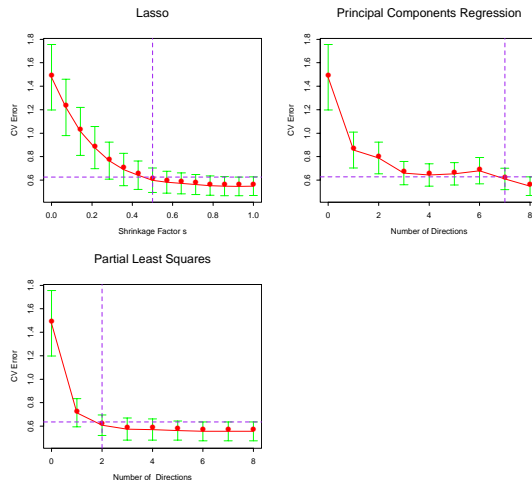 Lasso
CV Error
0.6 0.8 1.0 1.2 1.4 1.6 1.8
0.0 0.2 0.4 0.6 0.8 1.0
Shrinkage Factor s
Principal Components Regression
CV Error
0.6 0.8 1.0 1.2 1.4 1.6 1.8
0 2 4 6 8
Number of Directions
Partial Least Squares
CV Error
0.6 0.8 1.0 1.2 1.4 1.6 1.8
0 2 4 6 8
Number of Directions